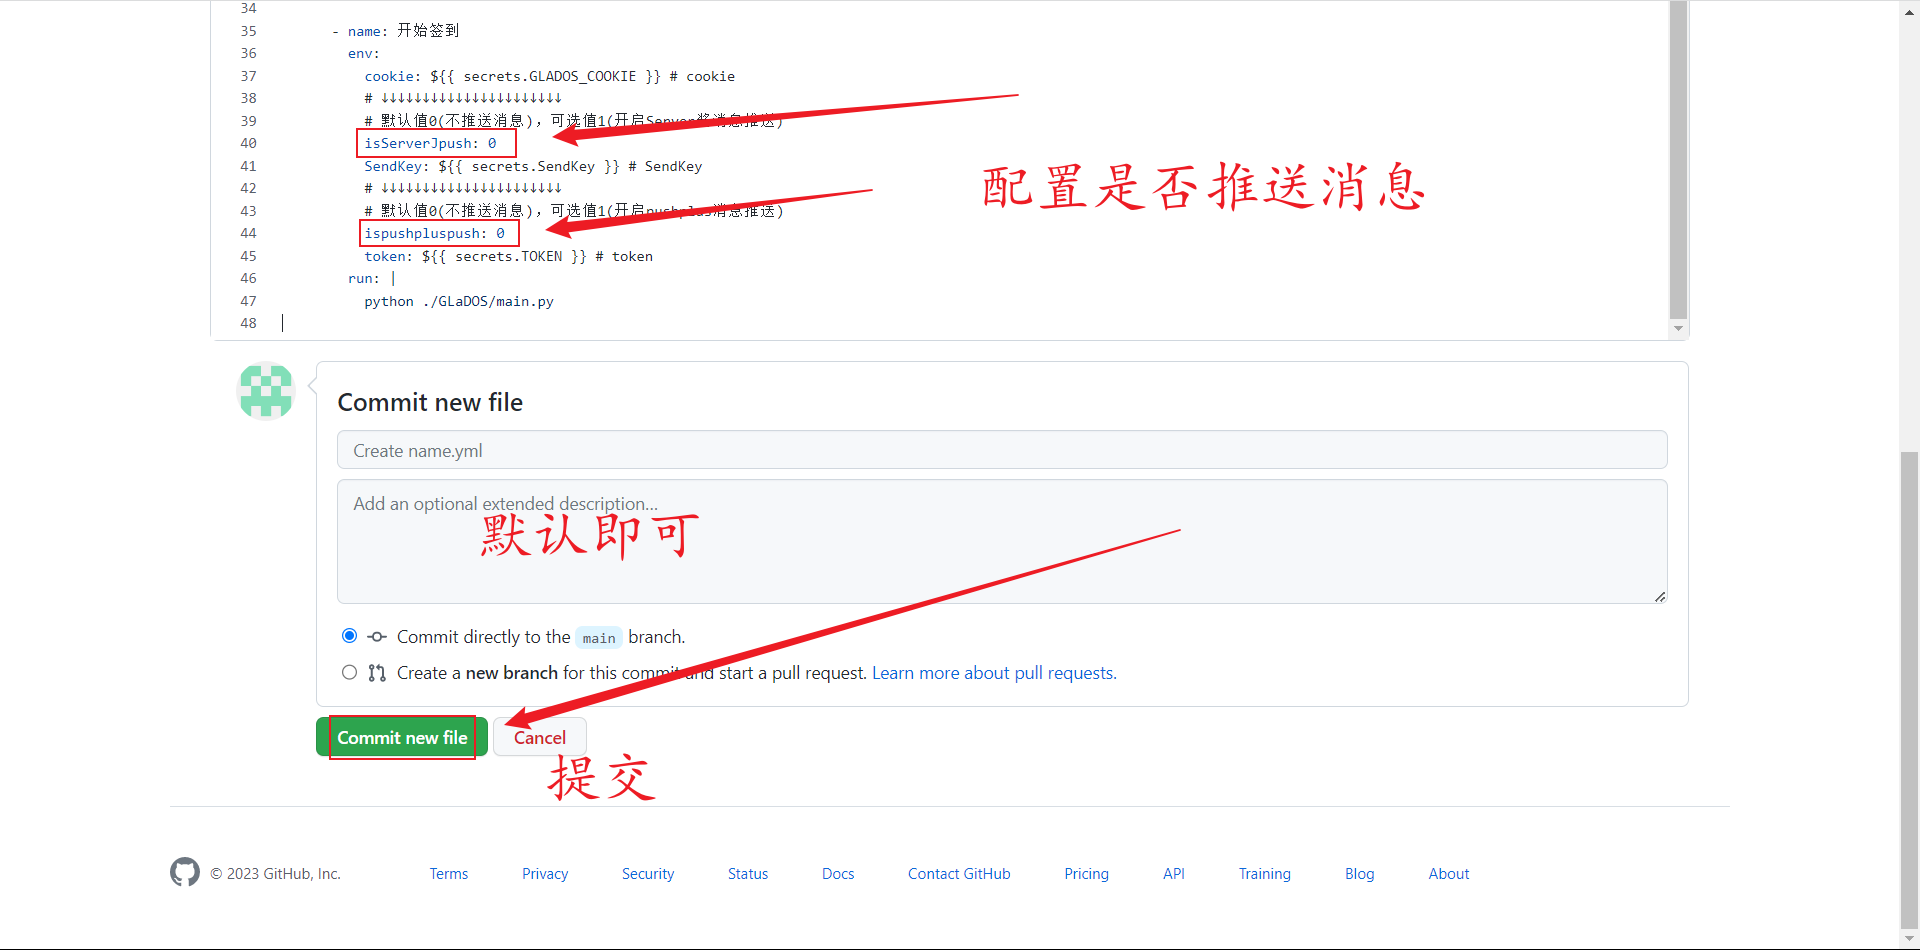 34
35 - name: 开始签到
36 env:
37 cookie: ${{ secrets.GLADOS_COOKIE }} # cookie
38 # ↓↓↓↓↓↓↓↓↓↓↓↓↓↓↓↓↓↓↓↓↓↓
39 # 默认值0(不推送消息)，可选值1(开启Server酱消息推送)
40 isServerJpush: 0
41 SendKey: ${{ secrets.SendKey }} # SendKey
42 # ↓↓↓↓↓↓↓↓↓↓↓↓↓↓↓↓↓↓↓↓↓↓
43 # 默认值0(不推送消息)，可选值1(开启pushplus消息推送)
44 ispushpluspush: 0
45 token: ${{ secrets.TOKEN }} # token
46 run: |
47 python ./GLaDOS/main.py
48
配置是否推送消息
Commit new file
Create name.yml
Add an optional extended description...
默认即可
Commit directly to the main branch.
Create a new branch for this commit and start a pull request. Learn more about pull requests.
Commit new file Cancel
提交
© 2023 GitHub, Inc. Terms Privacy Security Status Docs Contact GitHub Pricing API Training Blog About